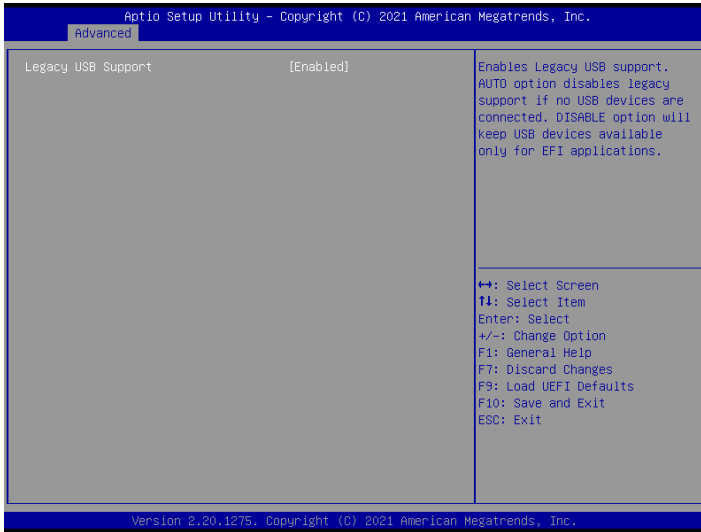 Aptio Setup Utility – Copyright (C) 2021 American Megatrends, Inc.
Advanced
Legacy USB Support [Enabled]
Enables Legacy USB support.
AUTO option disables legacy
support if no USB devices are
connected. DISABLE option will
keep USB devices available
only for EFI applications.
↔: Select Screen
↑↓: Select Item
Enter: Select
+/-: Change Option
F1: General Help
F7: Discard Changes
F9: Load UEFI Defaults
F10: Save and Exit
ESC: Exit
Version 2.20.1275. Copyright (C) 2021 American Megatrends, Inc.